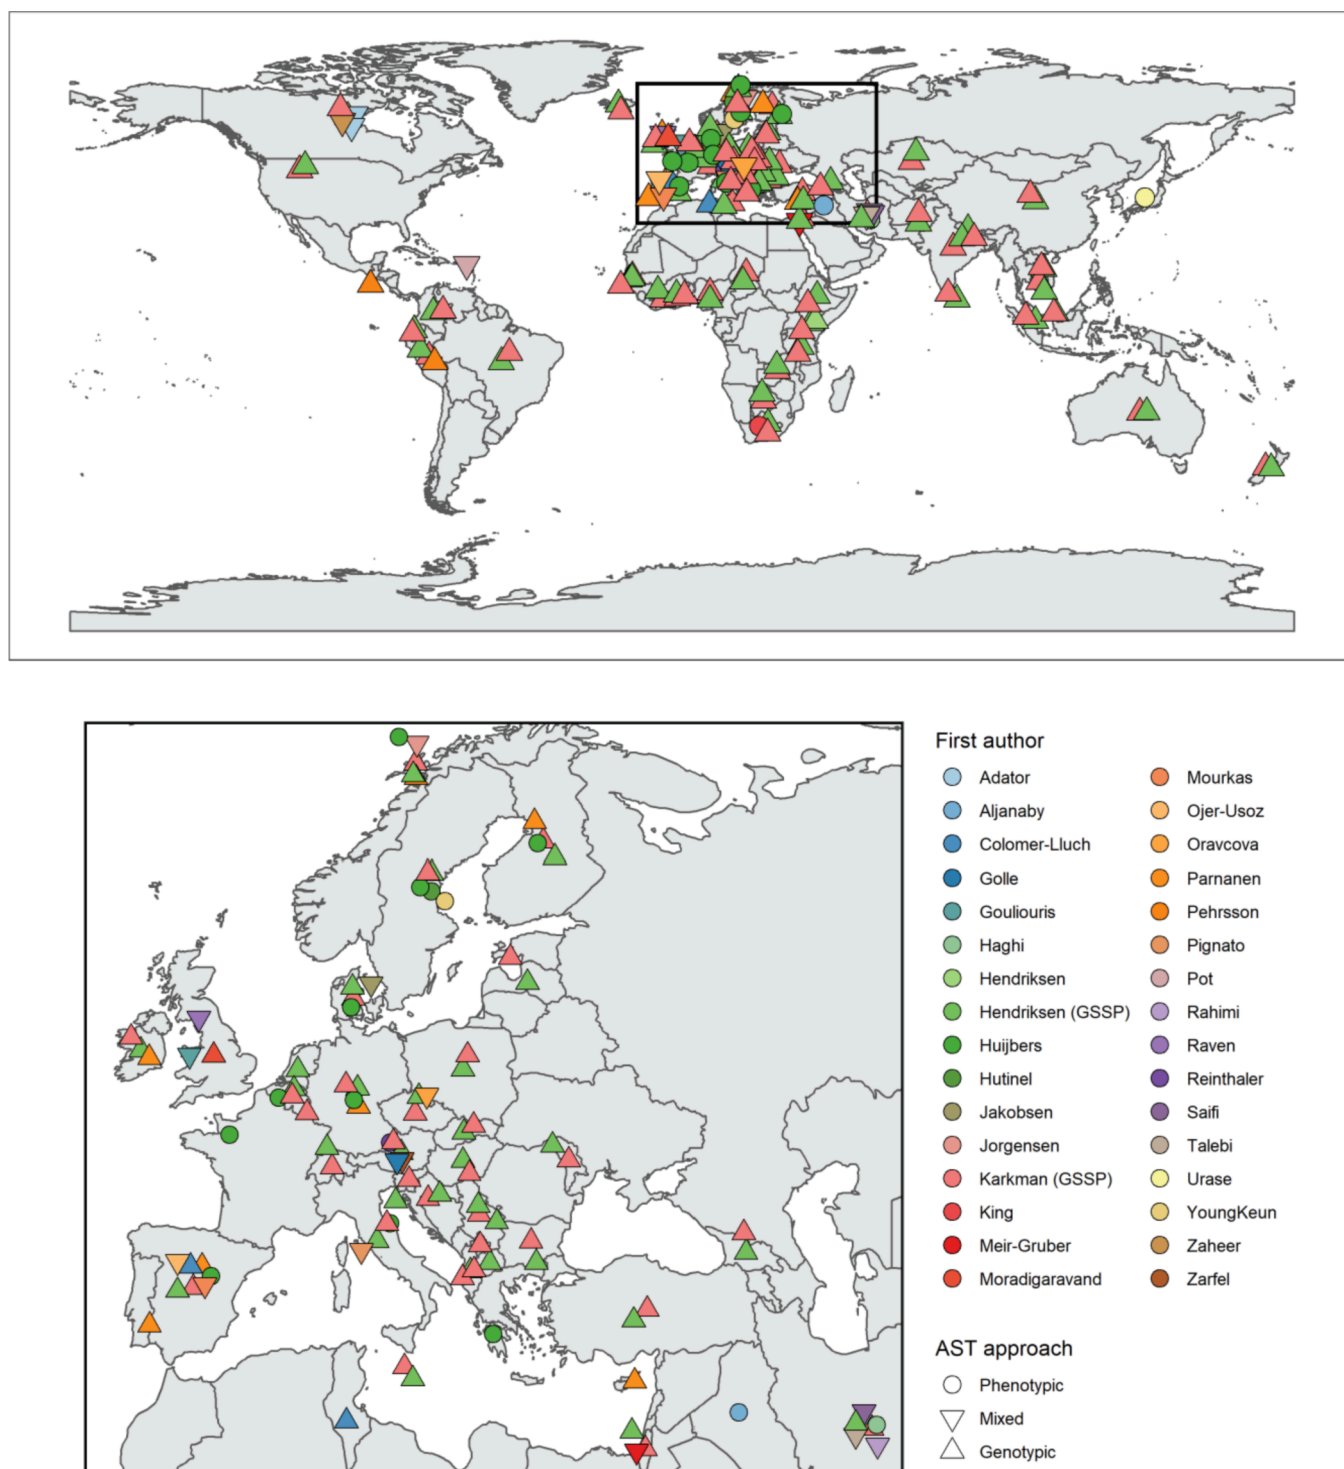 First author
Adator
Mourkas
Aljanaby
Ojer-Usoz
Colomer-Lluch
Oravcova
Golle
Parnanen
Gouliouris
Pehrsson
Haghi
Pignato
Hendriksen
Pot
Hendriksen (GSSP)
Rahimi
Huijbers
Raven
Hutinel
Reinthaler
Jakobsen
Saifi
Jorgensen
Talebi
Karkman (GSSP)
Urase
King
YoungKeun
Meir-Gruber
Zaheer
Moradigaravand
Zarfel
AST approach
Phenotypic
Mixed
Genotypic